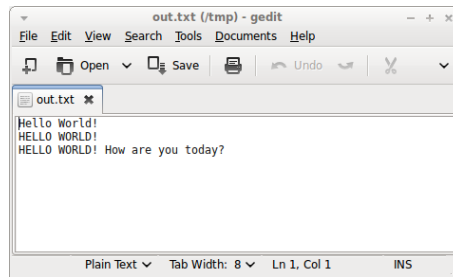 out.txt (/tmp) - gedit
File Edit View Search Tools Documents Help
Open Save Undo
out.txt
Hello World!
HELLO WORLD!
HELLO WORLD! How are you today?
Plain Text Tab Width: 8 Ln 1, Col 1 INS